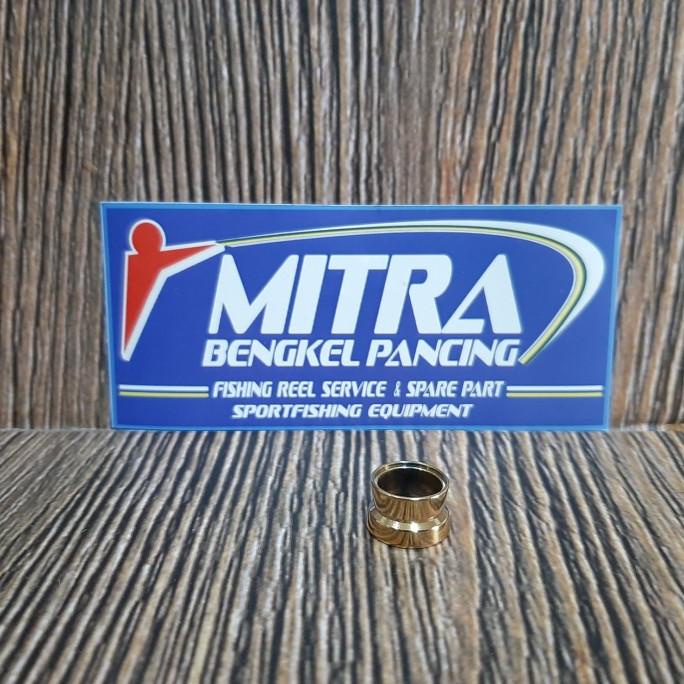 MITRA
BENGKEL PANCING
FISHING REEL SERVICE & SPARE PART
SPORTFISHING EQUIPMENT